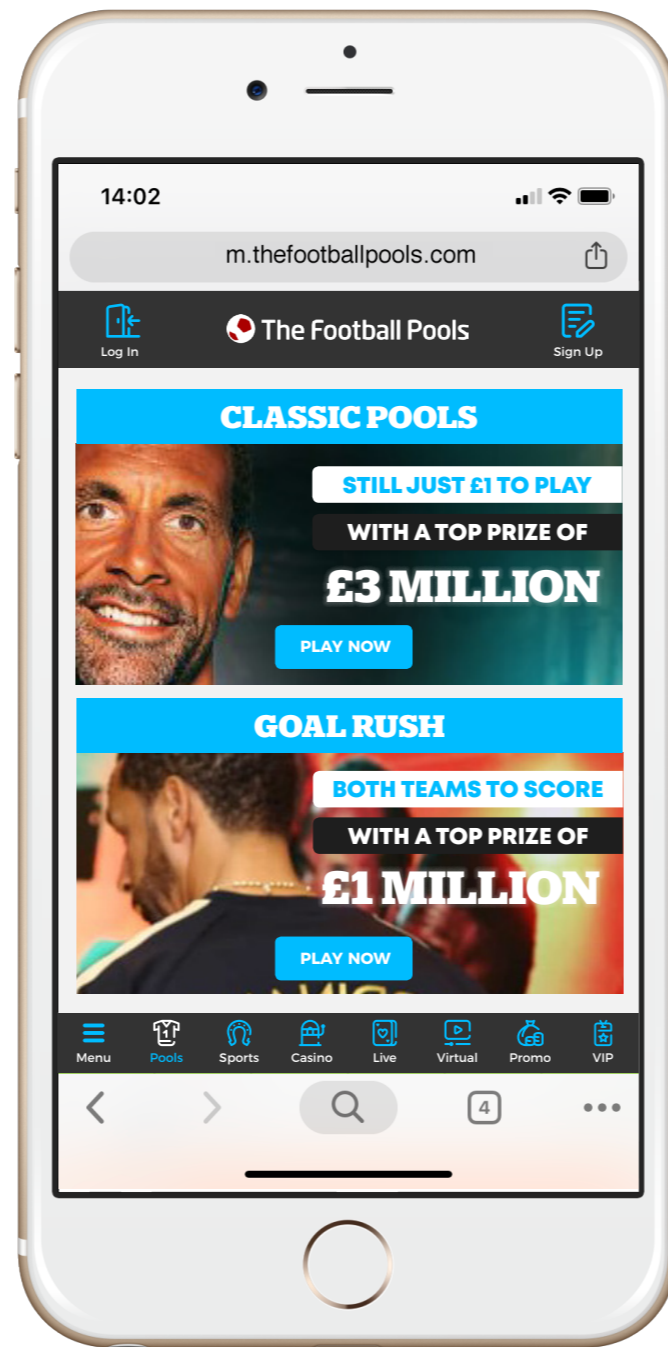 14:02
m.thefootballpools.com
Log In
The Football Pools
Sign Up
CLASSIC POOLS
STILL JUST £1 TO PLAY
WITH A TOP PRIZE OF
£3 MILLION
PLAY NOW
GOAL RUSH
BOTH TEAMS TO SCORE
WITH A TOP PRIZE OF
£1 MILLION
PLAY NOW
1
Menu Pools Sports Casino Live Virtual Promo VIP
4